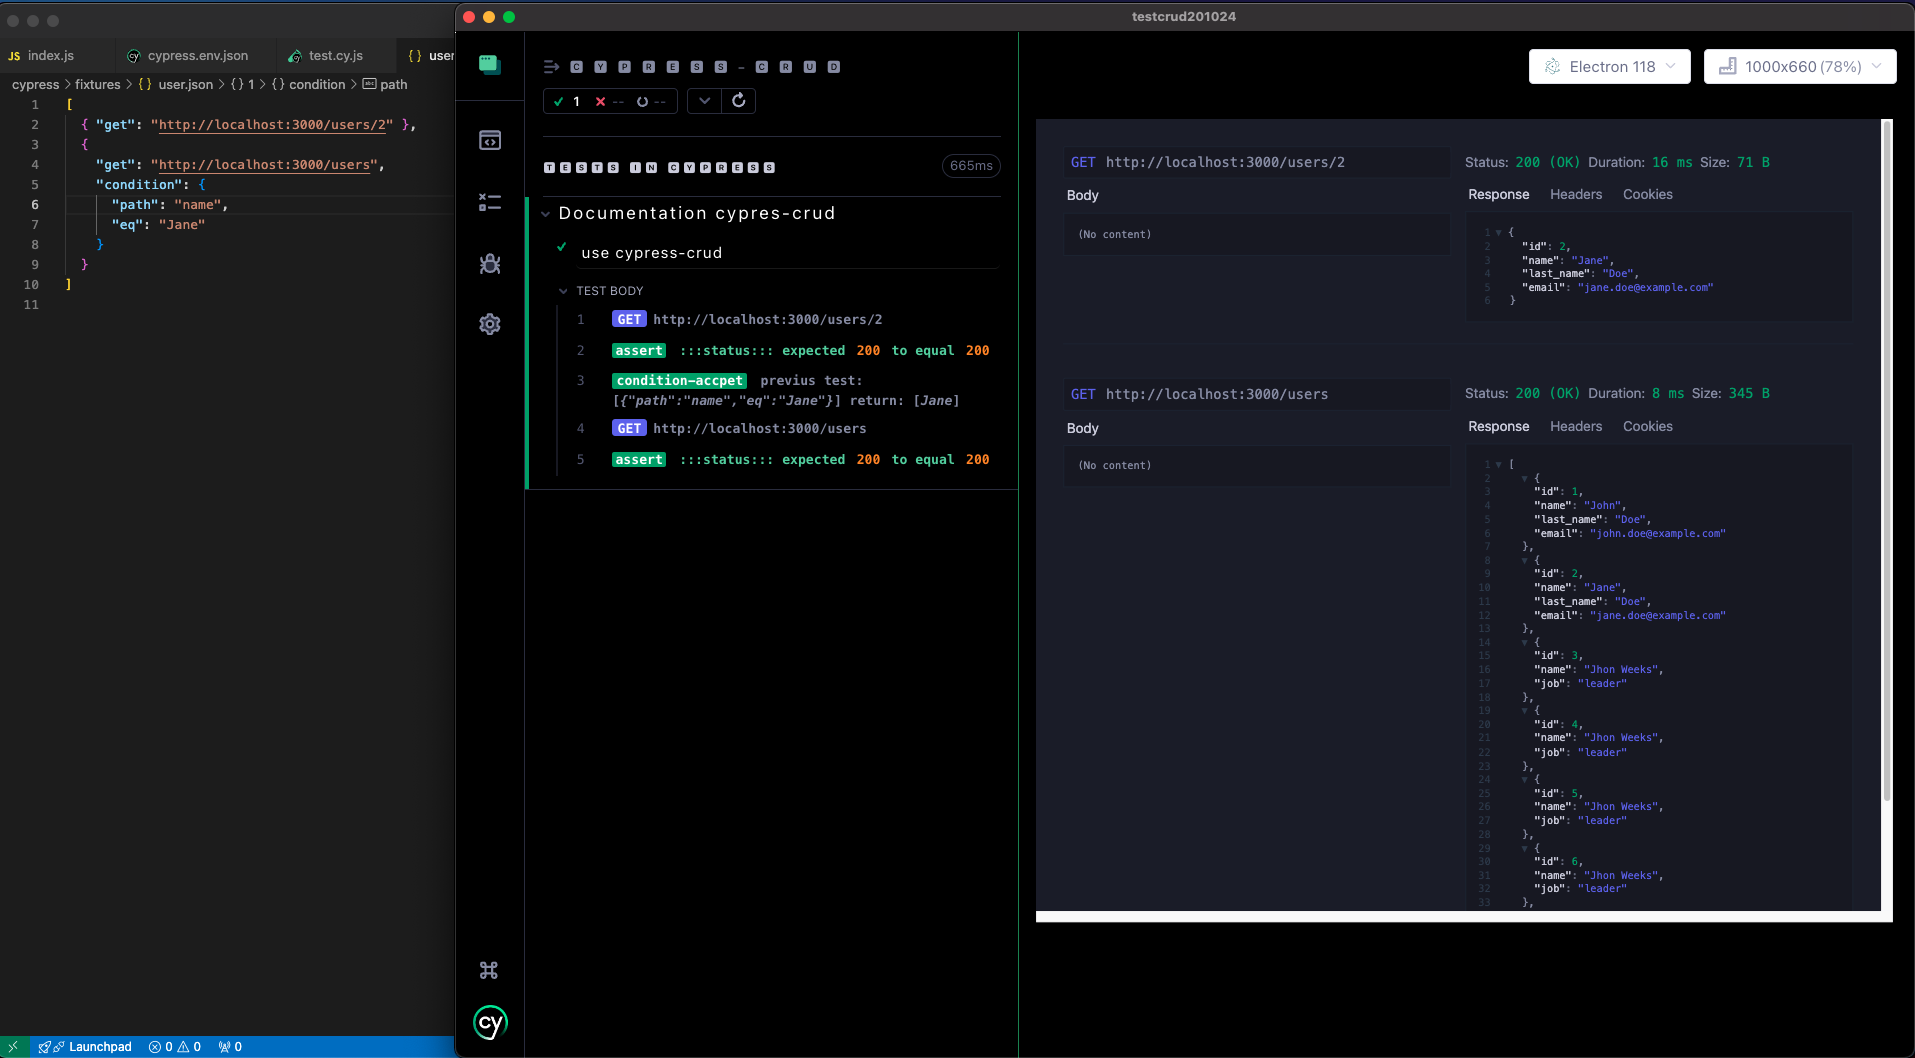 testcrud201024
JS index.js
cypress.env.json
test.cy.js
{ } user
cypress > fixtures > { } user.json > { } 1 > { } condition > abc path
1 [
2 { "get": "http://localhost:3000/users/2" },
3 {
4 "get": "http://localhost:3000/users",
5 "condition": {
6 "path": "name",
7 "eq": "Jane"
8 }
9 }
10 ]
11
Launchpad 0 0 0
CYPRESS-CRUD
1 -- --
TESTS IN CYPRESS
665ms
Documentation cypres-crud
use cypress-crud
TEST BODY
1 GET http://localhost:3000/users/2
2 assert :::status::: expected 200 to equal 200
3 condition-accpet previus test:
[{"path":"name","eq":"Jane"}] return: [Jane]
4 GET http://localhost:3000/users
5 assert :::status::: expected 200 to equal 200
cy
Electron 118
1000x660 (78%)
GET http://localhost:3000/users/2
Status: 200 (OK) Duration: 16 ms Size: 71 B
Body
Response Headers Cookies
(No content)
1 {
2 "id": 2,
3 "name": "Jane",
4 "last_name": "Doe",
5 "email": "jane.doe@example.com"
6 }
GET http://localhost:3000/users
Status: 200 (OK) Duration: 8 ms Size: 345 B
Body
Response Headers Cookies
(No content)
1 [
2 {
3 "id": 1,
4 "name": "John",
5 "last_name": "Doe",
6 "email": "john.doe@example.com"
7 },
8 {
9 "id": 2,
10 "name": "Jane",
11 "last_name": "Doe",
12 "email": "jane.doe@example.com"
13 },
14 {
15 "id": 3,
16 "name": "Jhon Weeks",
17 "job": "leader"
18 },
19 {
20 "id": 4,
21 "name": "Jhon Weeks",
22 "job": "leader"
23 },
24 {
25 "id": 5,
26 "name": "Jhon Weeks",
27 "job": "leader"
28 },
29 {
30 "id": 6,
31 "name": "Jhon Weeks",
32 "job": "leader"
33 },